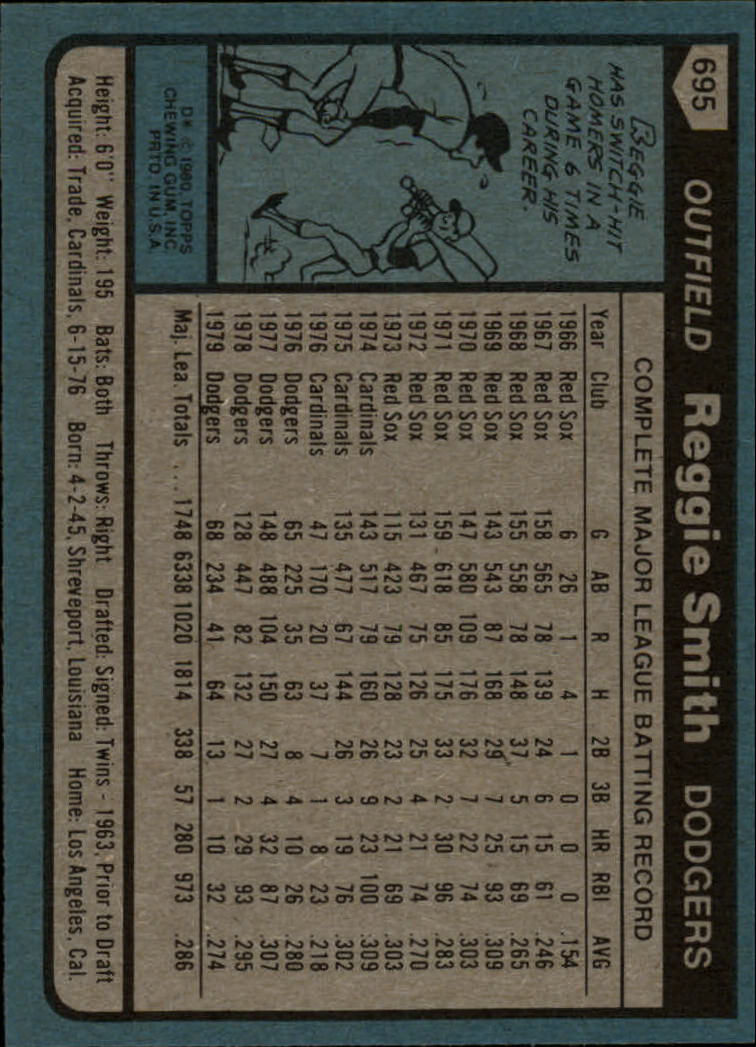 695 OUTFIELD Reggie Smith DODGERS
REGGIE
HAS SWITCH-HIT
HOMERS IN A
GAME 6 TIMES
DURING HIS
CAREER.
D* © 1980, TOPPS
CHEWING GUM, INC.
PRTD. IN U.S.A
COMPLETE MAJOR LEAGUE BATTING RECORD
Year Club G AB R H 2B 3B HR RBI AVG
1966 Red Sox 6 26 1 4 1 0 0 0 .154
1967 Red Sox 158 565 78 139 24 6 15 61 .246
1968 Red Sox 155 558 78 148 37 5 15 69 .265
1969 Red Sox 143 543 87 168 29 7 25 93 .309
1970 Red Sox 147 580 109 176 32 7 22 74 .303
1971 Red Sox 159 618 85 175 33 2 30 96 .283
1972 Red Sox 131 467 75 126 25 4 21 74 .270
1973 Red Sox 115 423 79 128 23 2 21 69 .303
1974 Cardinals 143 517 79 160 26 9 23 100 .309
1975 Cardinals 135 477 67 144 26 3 19 76 .302
1976 Cardinals 47 170 20 37 7 1 8 23 .218
1976 Dodgers 65 225 35 63 8 4 10 26 .280
1977 Dodgers 148 488 104 150 27 4 32 87 .307
1978 Dodgers 128 447 82 132 27 2 29 93 .295
1979 Dodgers 68 234 41 64 13 1 10 32 .274
Maj. Lea. Totals . . . 1748 6338 1020 1814 338 57 280 973 .286
Height: 6'0" Weight: 195 Bats: Both Throws: Right Drafted: Signed: Twins - 1963, Prior to Draft
Acquired: Trade, Cardinals, 6-15-76 Born: 4-2-45, Shreveport, Louisiana Home: Los Angeles, Cal.